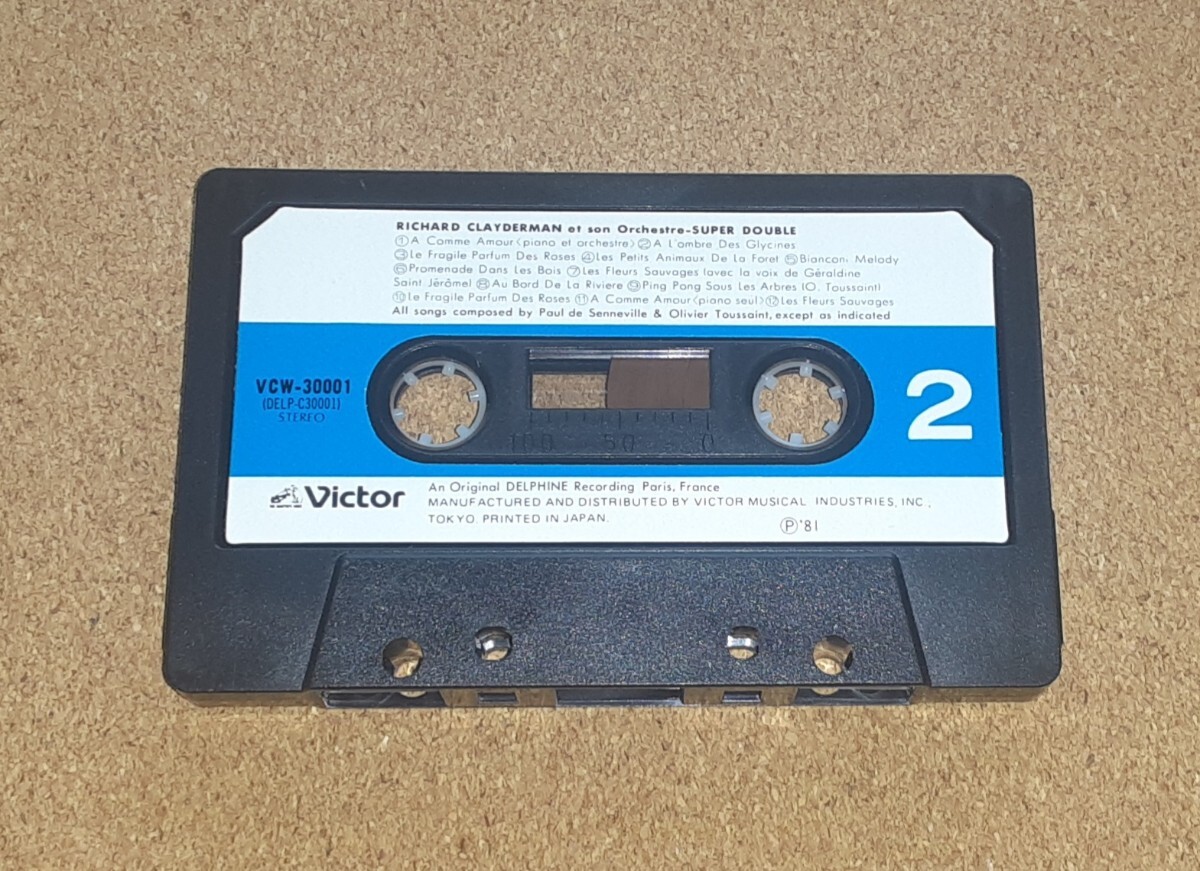 RICHARD CLAYDERMAN et son Orchestre-SUPER DOUBLE
①A Comme Amour<piano et orchestre>②A L'ombre Des Glycines
③Le Fragile Parfum Des Roses ④Les Petits Animaux De La Foret ⑤Bianconi Melody
⑥Promenade Dans Les Bois ⑦Les Fleurs Sauvages (avec la voix de Géraldine
Saint Jérôme) ⑧Au Bord De La Riviere ⑨Ping Pong Sous Les Arbres (O. Toussaint)
⑩Le Fragile Parfum Des Roses ⑪A Comme Amour<piano seul>⑫Les Fleurs Sauvages
All songs composed by Paul de Senneville & Olivier Toussaint, except as indicated
VCW-30001
(DELP-C30001)
STEREO
100 50 0
2
Victor
An Original DELPHINE Recording Paris, France
MANUFACTURED AND DISTRIBUTED BY VICTOR MUSICAL INDUSTRIES, INC.,
TOKYO. PRINTED IN JAPAN.
Ⓟ'81